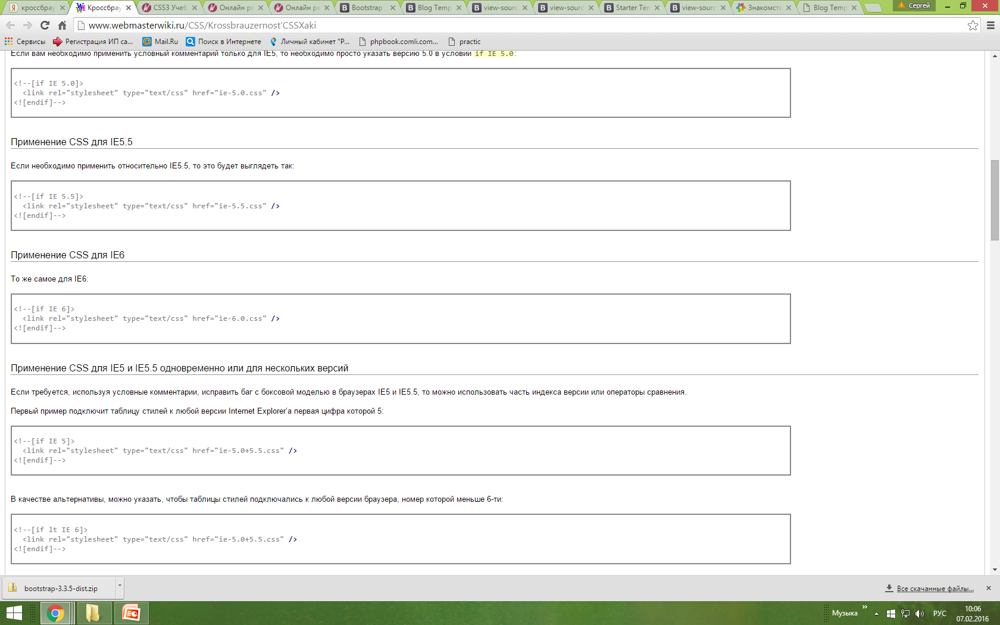 кроссбрау
Кроссбрау
CSS3 Учеб
Онлайн ре
Онлайн ре
Bootstrap
Blog Temp
view-sourc
view-sourc
Starter Ten
view-sourc
Знакомств
Blog Temp
Сергей
www.webmasterwiki.ru/CSS/Krossbrauzernost'CSSXaki
Сервисы
Регистрация ИП са...
Mail.Ru
Поиск в Интернете
Личный кабинет "Р...
phpbook.comli.com...
practic
Если вам необходимо применить условный комментарий только для IE5, то необходимо просто указать версию 5.0 в условии if IE 5.0:
<!--[if IE 5.0]>
<link rel="stylesheet" type="text/css" href="ie-5.0.css" />
<![endif]-->
Применение CSS для IE5.5
Если необходимо применить относительно IE5.5, то это будет выглядеть так:
<!--[if IE 5.5]>
<link rel="stylesheet" type="text/css" href="ie-5.5.css" />
<![endif]-->
Применение CSS для IE6
То же самое для IE6:
<!--[if IE 6]>
<link rel="stylesheet" type="text/css" href="ie-6.0.css" />
<![endif]-->
Применение CSS для IE5 и IE5.5 одновременно или для нескольких версий
Если требуется, используя условные комментарии, исправить баг с боксовой моделью в браузерах IE5 и IE5.5, то можно использовать часть индекса версии или операторы сравнения.
Первый пример подключит таблицу стилей к любой версии Internet Explorer'а первая цифра которой 5:
<!--[if IE 5]>
<link rel="stylesheet" type="text/css" href="ie-5.0+5.5.css" />
<![endif]-->
В качестве альтернативы, можно указать, чтобы таблицы стилей подключались к любой версии браузера, номер которой меньше 6-ти:
<!--[if lt IE 6]>
<link rel="stylesheet" type="text/css" href="ie-5.0+5.5.css" />
<![endif]-->
bootstrap-3.3.5-dist.zip
Все скачанные файлы...
Музыка
РУС
10:06
07.02.2016